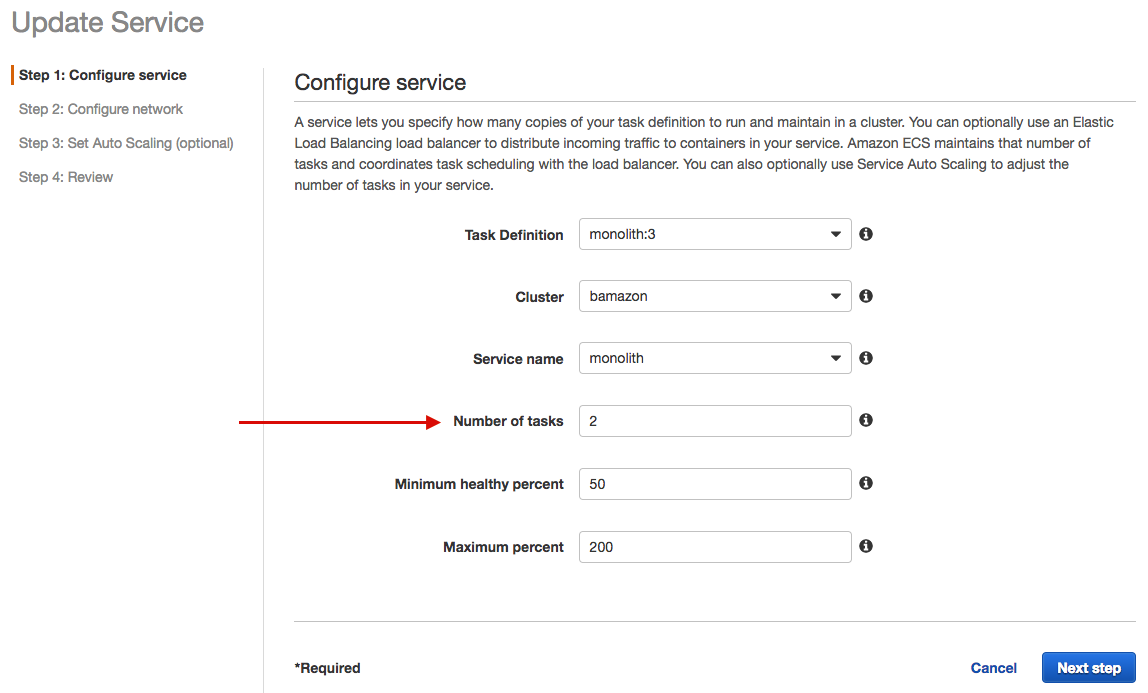 Update Service
Step 1: Configure service
Step 2: Configure network
Step 3: Set Auto Scaling (optional)
Step 4: Review
Configure service
A service lets you specify how many copies of your task definition to run and maintain in a cluster. You can optionally use an Elastic
Load Balancing load balancer to distribute incoming traffic to containers in your service. Amazon ECS maintains that number of
tasks and coordinates task scheduling with the load balancer. You can also optionally use Service Auto Scaling to adjust the
number of tasks in your service.
Task Definition monolith:3
Cluster bamazon
Service name monolith
Number of tasks 2
Minimum healthy percent 50
Maximum percent 200
*Required Cancel Next step